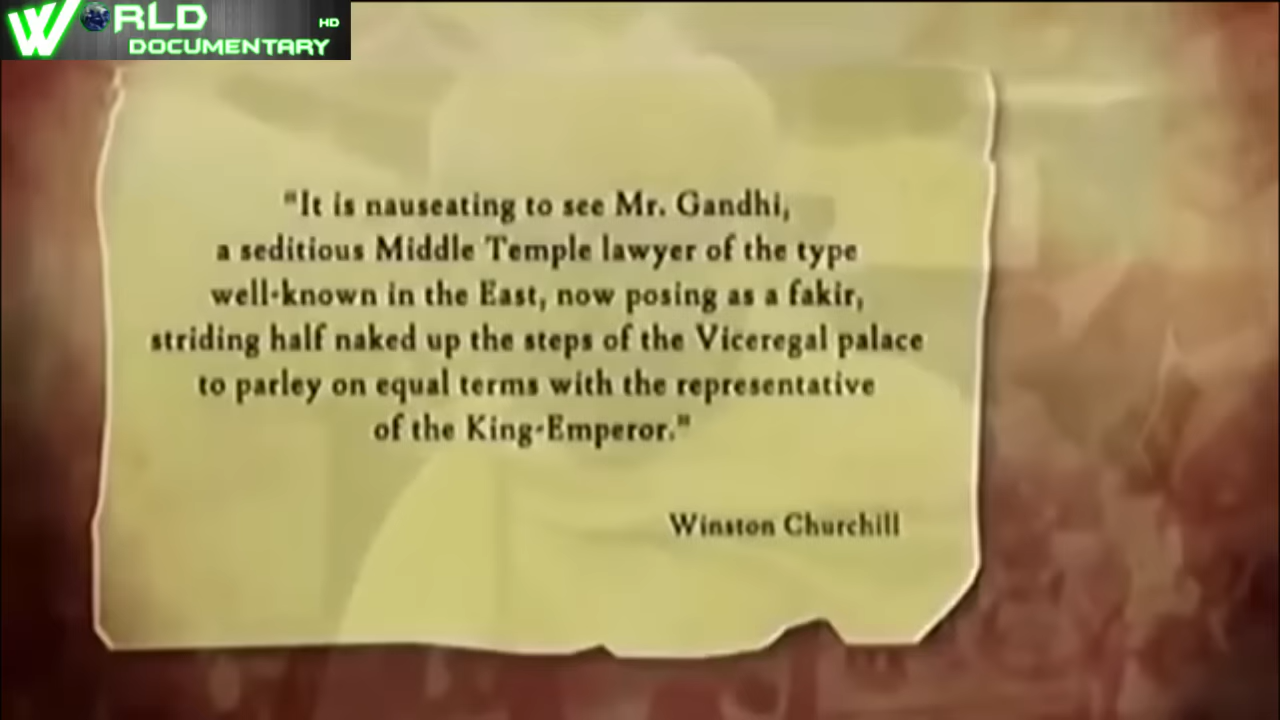 WORLD HD
DOCUMENTARY
"It is nauseating to see Mr. Gandhi,
a seditious Middle Temple lawyer of the type
well-known in the East, now posing as a fakir,
striding half naked up the steps of the Viceregal palace
to parley on equal terms with the representative
of the King-Emperor."
Winston Churchill